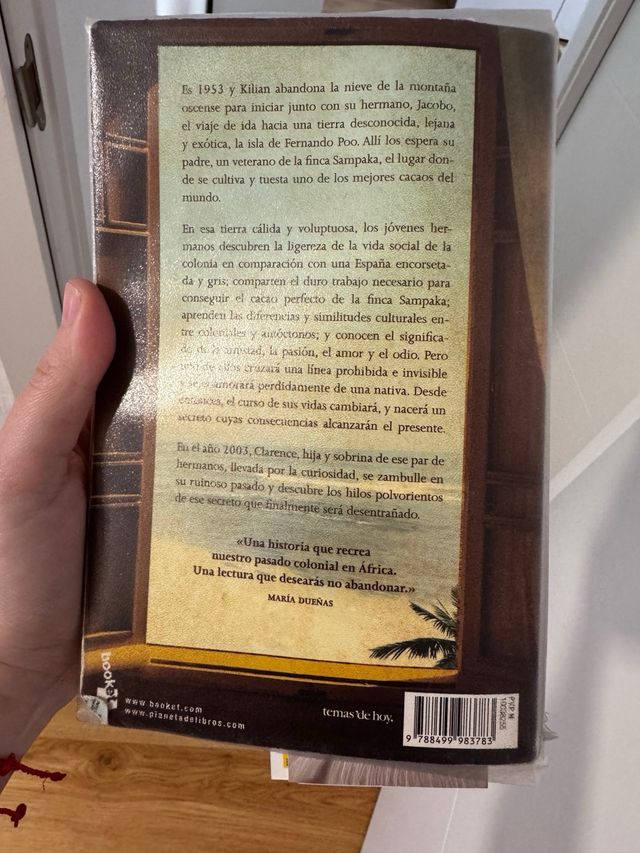 Es 1953 y Kilian abandona la nieve de la montaña
oscense para iniciar junto con su hermano, Jacobo,
el viaje de ida hacia una tierra desconocida, lejana
y exótica, la isla de Fernando Poo. Allí los espera su
padre, un veterano de la finca Sampaka, el lugar don-
de se cultiva y tuesta uno de los mejores cacaos del
mundo.
En esa tierra cálida y voluptuosa, los jóvenes her-
manos descubren la ligereza de la vida social de la
colonia en comparación con una España encorseta-
da y gris; comparten el duro trabajo necesario para
conseguir el cacao perfecto de la finca Sampaka;
aprenden las diferencias y similitudes culturales en-
tre coloniales y autóctonos; y conocen el significa-
do de la amistad, la pasión, el amor y el odio. Pero
uno de ellos cruzará una línea prohibida e invisible
y se enamorará perdidamente de una nativa. Desde
entonces, el curso de sus vidas cambiará, y nacerá un
secreto cuyas consecuencias alcanzarán el presente.
En el año 2003, Clarence, hija y sobrina de ese par de
hermanos, llevada por la curiosidad, se zambulle en
su ruinoso pasado y descubre los hilos polvorientos
de ese secreto que finalmente será desentrañado.
«Una historia que recrea
nuestro pasado colonial en África.
Una lectura que desearás no abandonar.»
MARÍA DUEÑAS
booket
www.booket.com
www.planetadelibros.com
temas'de hoy.
9 788499 983783